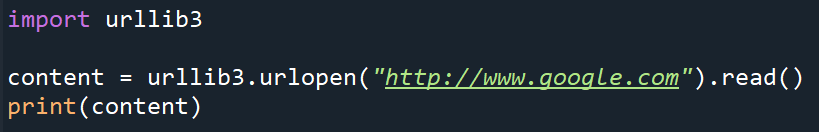 import urllib3
content = urllib3.urlopen("http://www.google.com").read()
print(content)